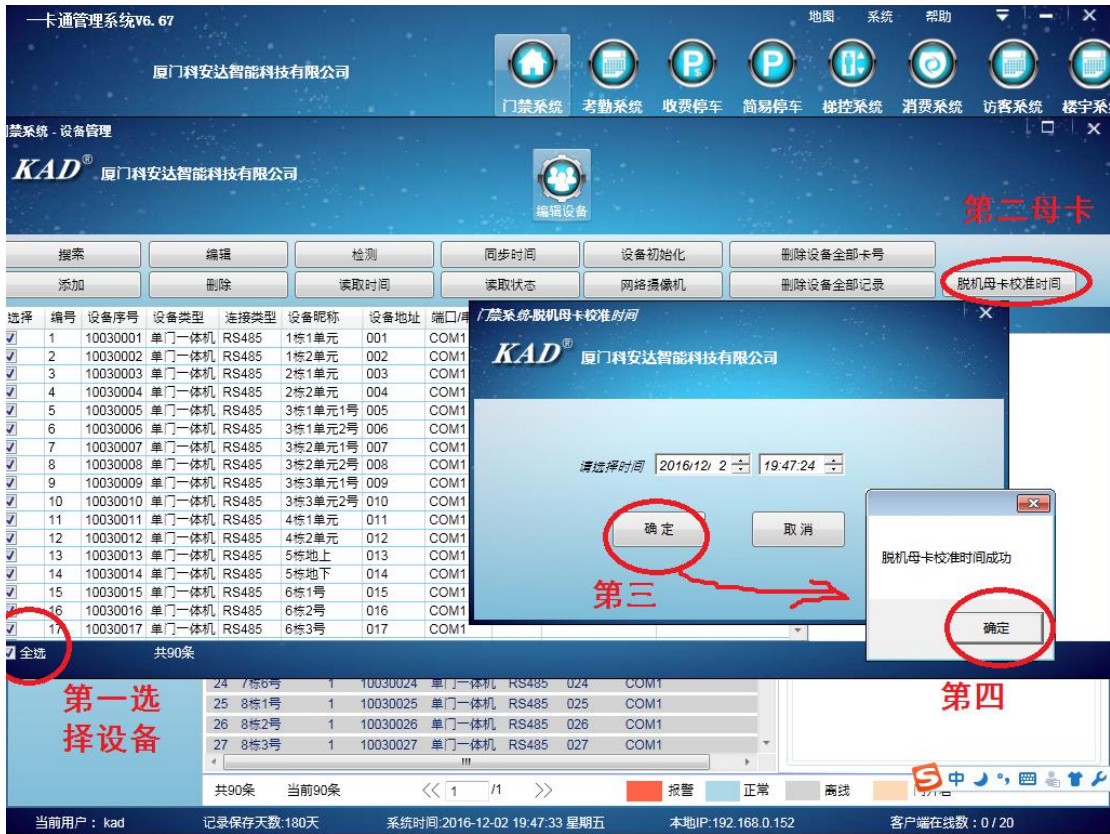 一卡通管理系统V6.67
地图 系统 帮助
厦门科安达智能科技有限公司
门禁系统 考勤系统 收费停车 简易停车 梯控系统 消费系统 访客系统 楼宇系
门禁系统 - 设备管理
KAD® 厦门科安达智能科技有限公司
编辑设备
第二母卡
搜索 编辑 检测 同步时间 设备初始化 删除设备全部卡号
添加 删除 读取时间 读取状态 网络摄像机 删除设备全部记录 脱机母卡校准时间
选择 编号 设备序号 设备类型 连接类型 设备昵称 设备地址 端口/串
1 10030001 单门一体机 RS485 1栋1单元 001 COM1
2 10030002 单门一体机 RS485 1栋2单元 002 COM1
3 10030003 单门一体机 RS485 2栋1单元 003 COM1
4 10030004 单门一体机 RS485 2栋2单元 004 COM1
5 10030005 单门一体机 RS485 3栋1单元1号 005 COM1
6 10030006 单门一体机 RS485 3栋1单元2号 006 COM1
7 10030007 单门一体机 RS485 3栋2单元1号 007 COM1
8 10030008 单门一体机 RS485 3栋2单元2号 008 COM1
9 10030009 单门一体机 RS485 3栋3单元1号 009 COM1
10 10030010 单门一体机 RS485 3栋3单元2号 010 COM1
11 10030011 单门一体机 RS485 4栋1单元 011 COM1
12 10030012 单门一体机 RS485 4栋2单元 012 COM1
13 10030013 单门一体机 RS485 5栋地上 013 COM1
14 10030014 单门一体机 RS485 5栋地下 014 COM1
15 10030015 单门一体机 RS485 6栋1号 015 COM1
16 10030016 单门一体机 RS485 6栋2号 016 COM1
17 10030017 单门一体机 RS485 6栋3号 017 COM1
全选 共90条
门禁系统-脱机母卡校准时间
KAD® 厦门科安达智能科技有限公司
请选择时间 2016/12/ 2 19:47:24
确定 取消
第三
脱机母卡校准时间成功
确定
第四
第一选
择设备
24 7栋6号 1 10030024 单门一体机 RS485 024 COM1
25 8栋1号 1 10030025 单门一体机 RS485 025 COM1
26 8栋2号 1 10030026 单门一体机 RS485 026 COM1
27 8栋3号 1 10030027 单门一体机 RS485 027 COM1
共90条 当前90条 << 1 /1 >> 报警 正常 离线
中
当前用户：kad 记录保存天数:180天 系统时间:2016-12-02 19:47:33 星期五 本地IP:192.168.0.152 客户端在线数：0 / 20